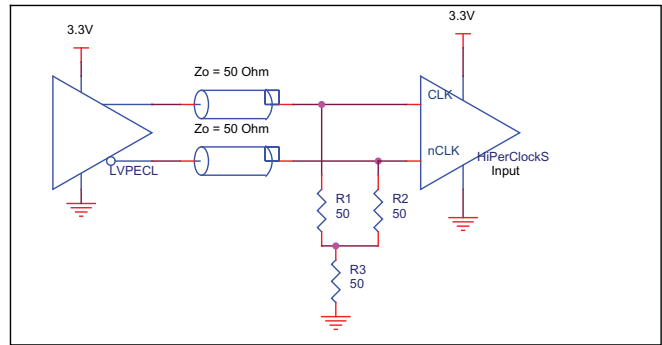 3.3V
3.3V
Zo = 50 Ohm
CLK
Zo = 50 Ohm
nCLK
HiPerClockS
Input
LVPECL
R1
50
R2
50
R3
50